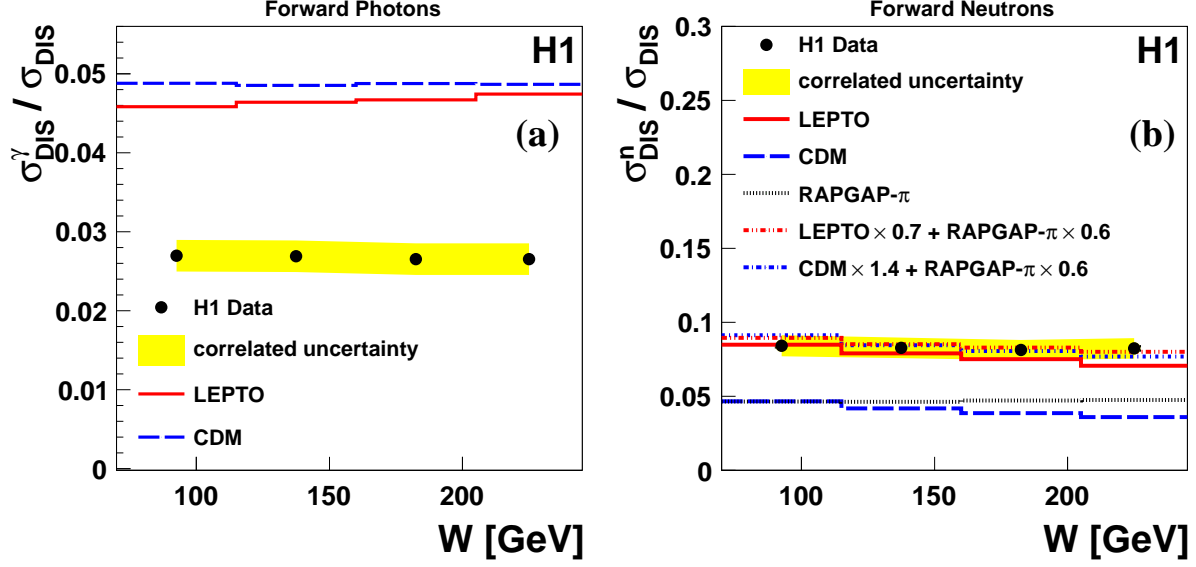 Forward Photons
H1
(a)
σ^γ_DIS / σ_DIS
0.05
0.04
0.03
0.02
0.01
0
H1 Data
correlated uncertainty
LEPTO
CDM
100
150
200
W [GeV]
Forward Neutrons
H1
(b)
σ^n_DIS / σ_DIS
0.3
0.25
0.2
0.15
0.1
0.05
0
H1 Data
correlated uncertainty
LEPTO
CDM
RAPGAP-π
LEPTO × 0.7 + RAPGAP-π × 0.6
CDM × 1.4 + RAPGAP-π × 0.6
100
150
200
W [GeV]